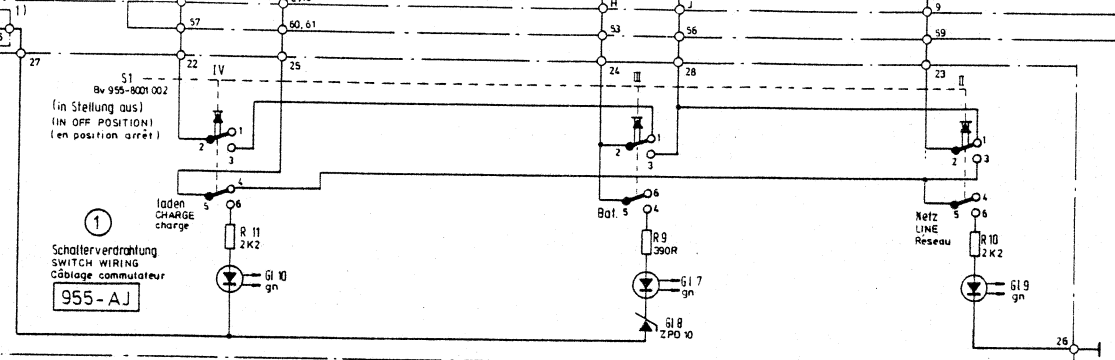 1)
57
60, 61
H
53
J
56
9
59
27
22
25
24
28
23
S1
IV
III
II
Bv 955-8001 002
(in Stellung aus)
(IN OFF POSITION)
(en position arrêt)
2
1
3
2
1
3
2
1
3
5
4
6
Bat.
5
6
4
5
4
6
laden
CHARGE
charge
Netz
LINE
Réseau
1
R 11
2K2
R 9
390R
R 10
2K2
Schalterverdrahtung
SWITCH WIRING
Câblage commutateur
955-AJ
Gl 10
gn
Gl 7
gn
Gl 9
gn
Gl 8
ZPD 10
26